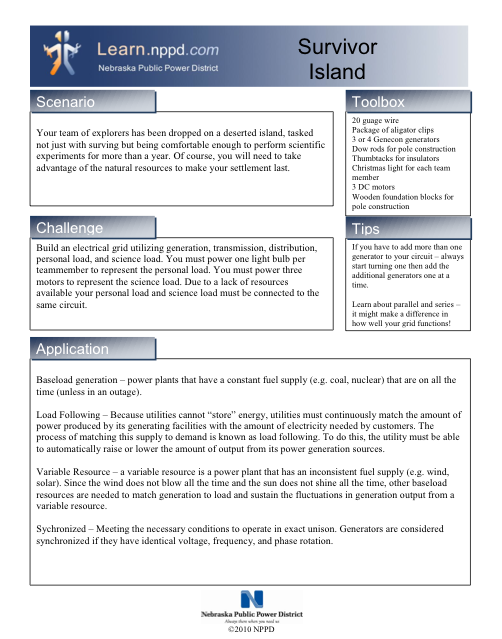 Learn.nppd.com
Nebraska Public Power District
Survivor
Island
Scenario
Your team of explorers has been dropped on a deserted island, tasked
not just with surving but being comfortable enough to perform scientific
experiments for more than a year. Of course, you will need to take
advantage of the natural resources to make your settlement last.
Toolbox
20 guage wire
Package of aligator clips
3 or 4 Genecon generators
Dow rods for pole construction
Thumbtacks for insulators
Christmas light for each team
member
3 DC motors
Wooden foundation blocks for
pole construction
Challenge
Build an electrical grid utilizing generation, transmission, distribution,
personal load, and science load. You must power one light bulb per
teammember to represent the personal load. You must power three
motors to represent the science load. Due to a lack of resources
available your personal load and science load must be connected to the
same circuit.
Tips
If you have to add more than one
generator to your circuit – always
start turning one then add the
additional generators one at a
time.
Learn about parallel and series –
it might make a difference in
how well your grid functions!
Application
Baseload generation – power plants that have a constant fuel supply (e.g. coal, nuclear) that are on all the
time (unless in an outage).
Load Following – Because utilities cannot “store” energy, utilities must continuously match the amount of
power produced by its generating facilities with the amount of electricity needed by customers. The
process of matching this supply to demand is known as load following. To do this, the utility must be able
to automatically raise or lower the amount of output from its power generation sources.
Variable Resource – a variable resource is a power plant that has an inconsistent fuel supply (e.g. wind,
solar). Since the wind does not blow all the time and the sun does not shine all the time, other baseload
resources are needed to match generation to load and sustain the fluctuations in generation output from a
variable resource.
Sychronized – Meeting the necessary conditions to operate in exact unison. Generators are considered
synchronized if they have identical voltage, frequency, and phase rotation.
Nebraska Public Power District
Always there when you need us
©2010 NPPD